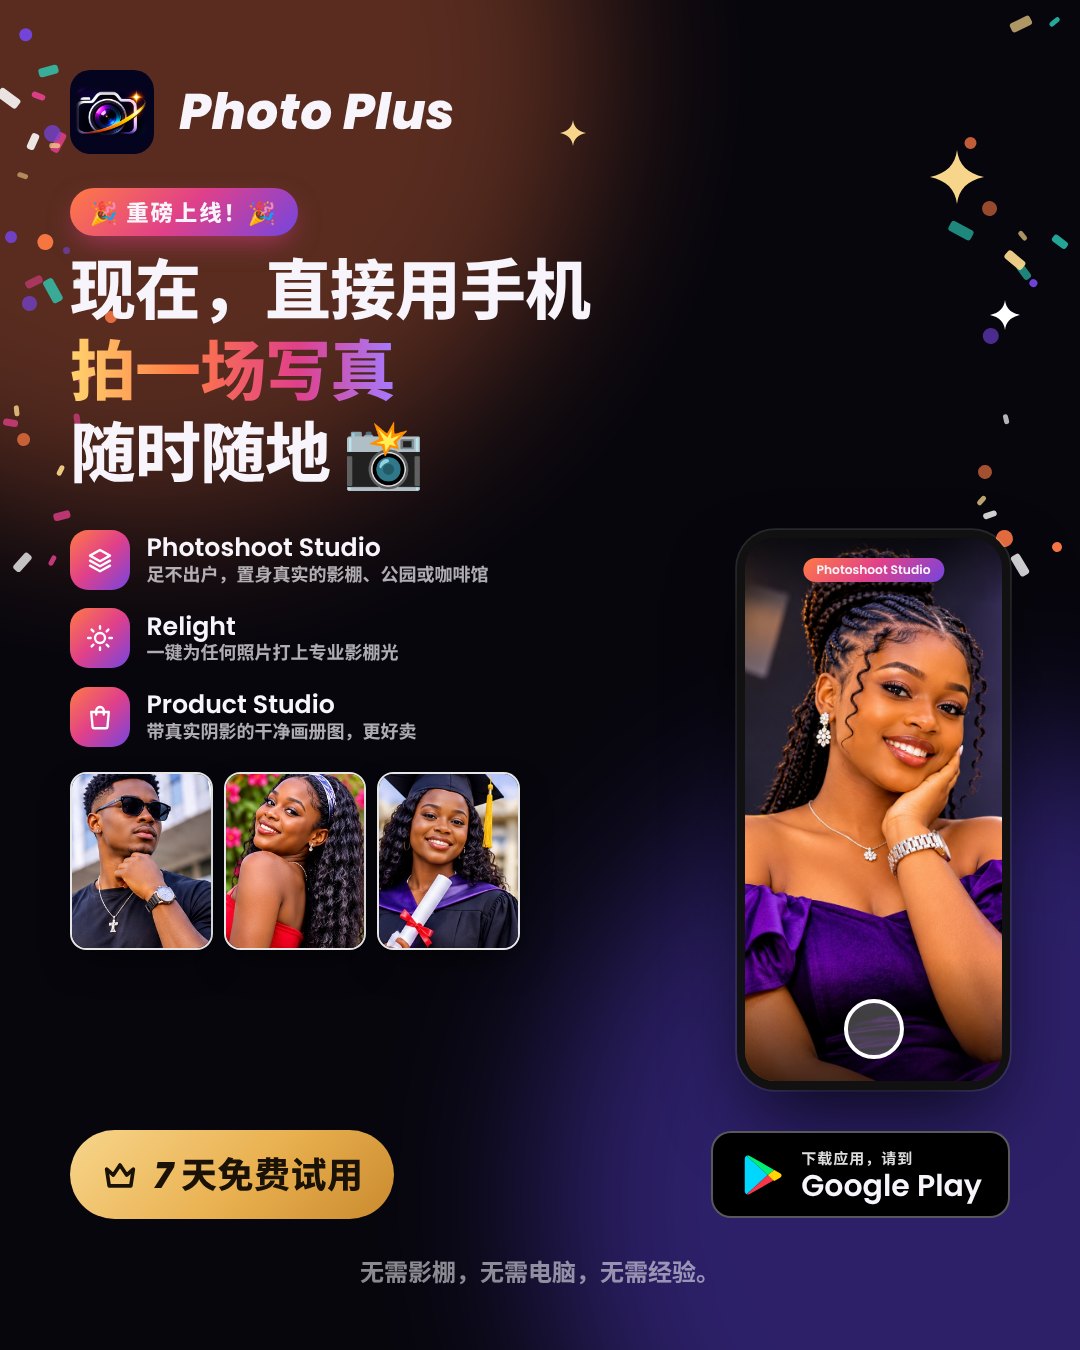 Photo Plus
🎉 重磅上线！🎉
现在，直接用手机
拍一场写真
随时随地 📸
Photoshoot Studio
足不出户，置身真实的影棚、公园或咖啡馆
Relight
一键为任何照片打上专业影棚光
Product Studio
带真实阴影的干净画册图，更好卖
Photoshoot Studio
7 天免费试用
下载应用，请到
Google Play
无需影棚，无需电脑，无需经验。